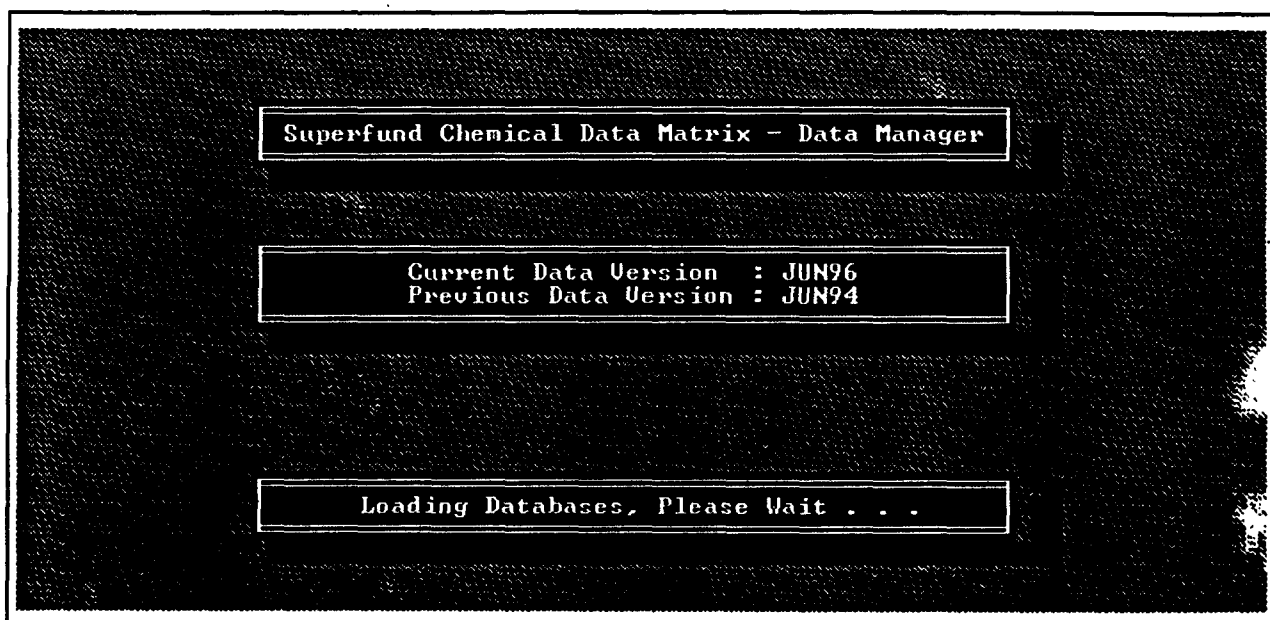 Superfund Chemical Data Matrix - Data Manager
Current Data Version : JUN96
Previous Data Version : JUN94
Loading Databases, Please Wait . . .